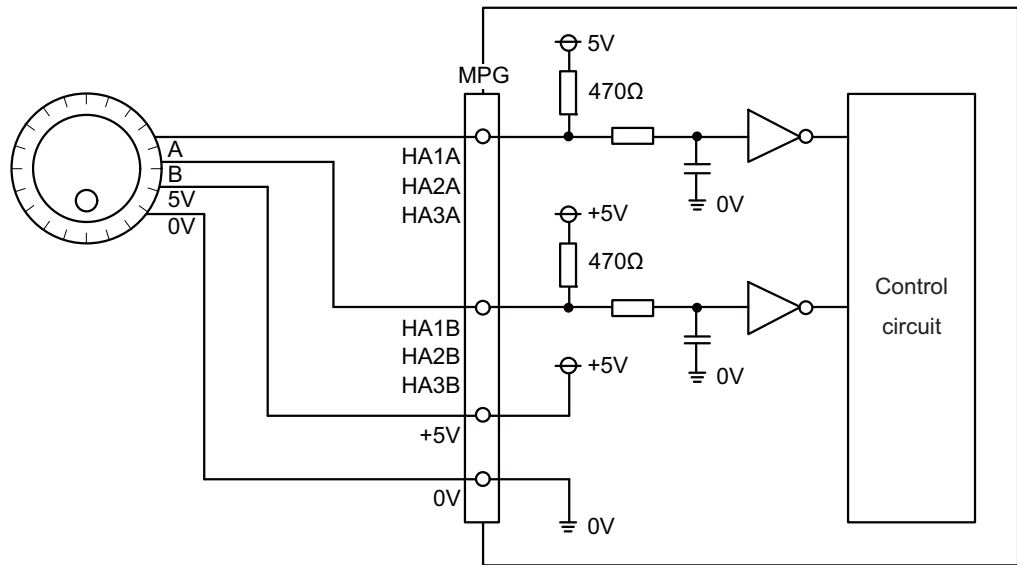 5V
MPG
470Ω
A
HA1A
B
HA2A
0V
5V
HA3A
+5V
0V
470Ω
Control
HA1B
circuit
HA2B
+5V
0V
HA3B
+5V
0V
0V